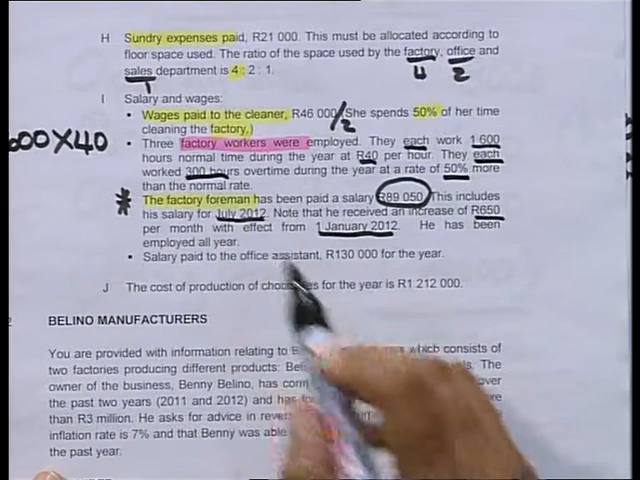 H Sundry expenses paid, R21 000. This must be allocated according to
floor space used. The ratio of the space used by the factory, office and
sales department is 4 : 2 : 1.
4 2
1
I Salary and wages:
• Wages paid to the cleaner, R46 000 /2 (She spends 50% of her time
cleaning the factory.)
000X40
• Three factory workers were employed. They each work 1 600
hours normal time during the year at R40 per hour. They each
worked 300 hours overtime during the year at a rate of 50% more
than the normal rate.
* The factory foreman has been paid a salary R89 050. This includes
his salary for July 2012. Note that he received an increase of R650
per month with effect from 1 January 2012. He has been
employed all year.
• Salary paid to the office assistant, R130 000 for the year.
J The cost of production of for the year is R1 212 000.
2 BELINO MANUFACTURERS
You are provided with information relating to which consists of
two factories producing different products:
owner of the business, Benny Belino, has over
the past two years (2011 and 2012) and has
than R3 million. He asks for advice in
inflation rate is 7% and that Benny was able
the past year.